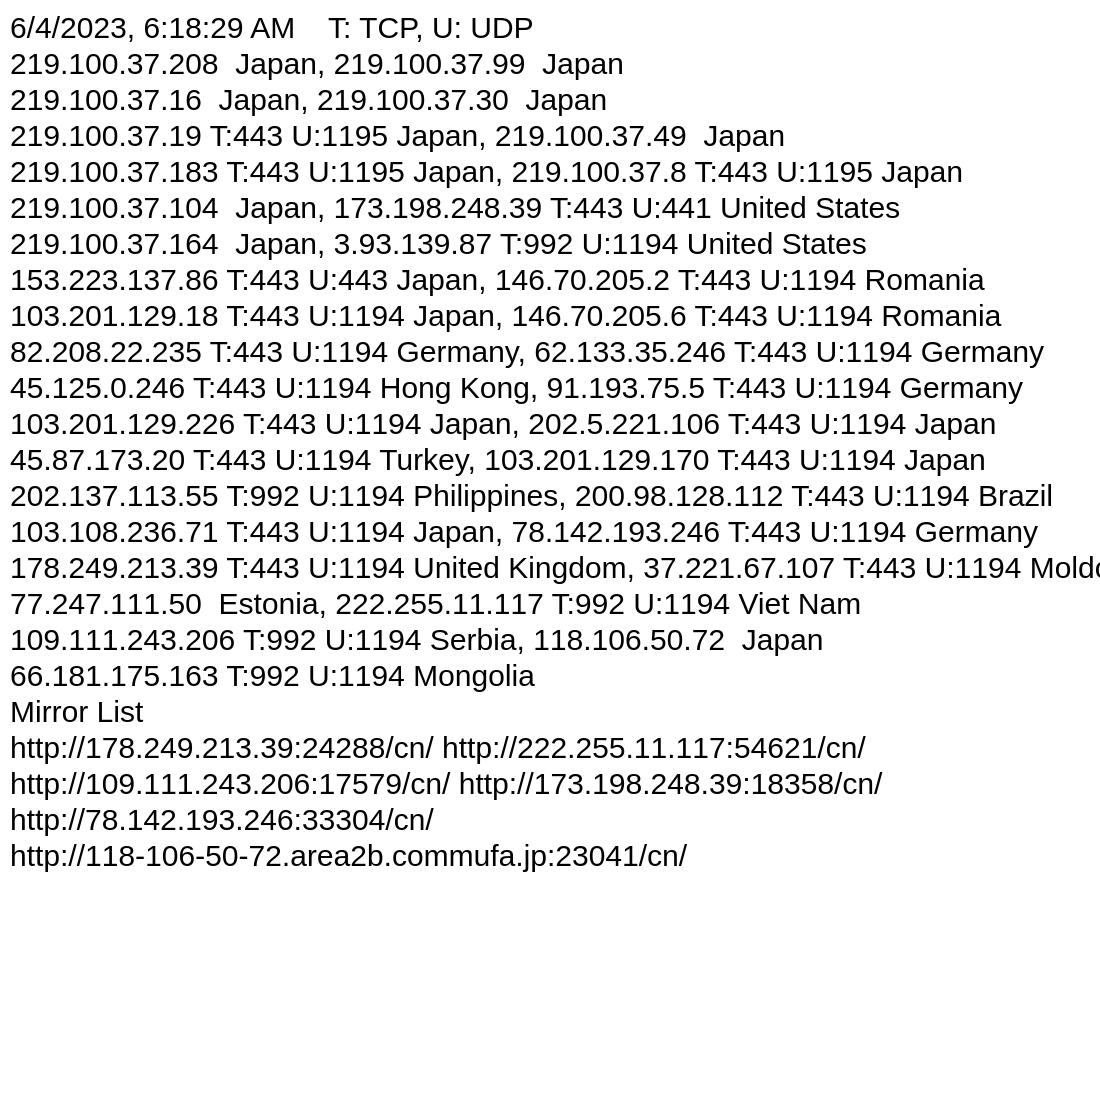 6/4/2023, 6:18:29 AM    T: TCP, U: UDP
219.100.37.208  Japan, 219.100.37.99  Japan
219.100.37.16  Japan, 219.100.37.30  Japan
219.100.37.19 T:443 U:1195 Japan, 219.100.37.49  Japan
219.100.37.183 T:443 U:1195 Japan, 219.100.37.8 T:443 U:1195 Japan
219.100.37.104  Japan, 173.198.248.39 T:443 U:441 United States
219.100.37.164  Japan, 3.93.139.87 T:992 U:1194 United States
153.223.137.86 T:443 U:443 Japan, 146.70.205.2 T:443 U:1194 Romania
103.201.129.18 T:443 U:1194 Japan, 146.70.205.6 T:443 U:1194 Romania
82.208.22.235 T:443 U:1194 Germany, 62.133.35.246 T:443 U:1194 Germany
45.125.0.246 T:443 U:1194 Hong Kong, 91.193.75.5 T:443 U:1194 Germany
103.201.129.226 T:443 U:1194 Japan, 202.5.221.106 T:443 U:1194 Japan
45.87.173.20 T:443 U:1194 Turkey, 103.201.129.170 T:443 U:1194 Japan
202.137.113.55 T:992 U:1194 Philippines, 200.98.128.112 T:443 U:1194 Brazil
103.108.236.71 T:443 U:1194 Japan, 78.142.193.246 T:443 U:1194 Germany
178.249.213.39 T:443 U:1194 United Kingdom, 37.221.67.107 T:443 U:1194
77.247.111.50  Estonia, 222.255.11.117 T:992 U:1194 Viet Nam
109.111.243.206 T:992 U:1194 Serbia, 118.106.50.72  Japan
66.181.175.163 T:992 U:1194 Mongolia
Mirror List
http://178.249.213.39:24288/cn/ http://222.255.11.117:54621/cn/
http://109.111.243.206:17579/cn/ http://173.198.248.39:18358/cn/
http://78.142.193.246:33304/cn/
http://118-106-50-72.area2b.commufa.jp:23041/cn/